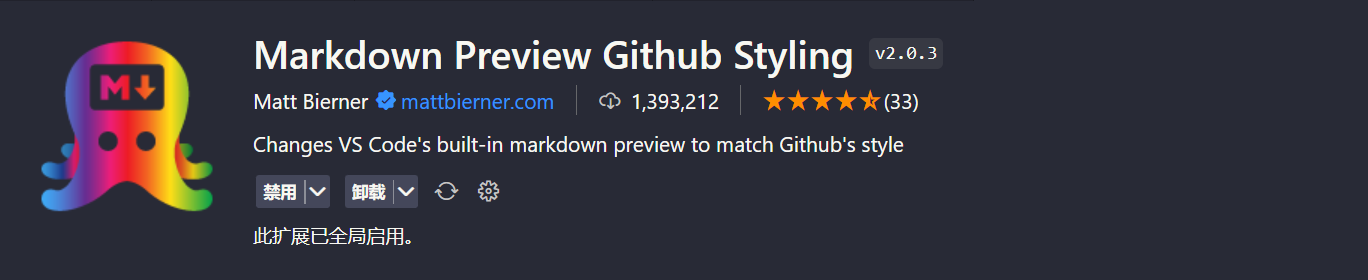 M
Markdown Preview Github Styling v2.0.3
Matt Bierner mattbierner.com 1,393,212 (33)
Changes VS Code's built-in markdown preview to match Github's style
禁用 卸载
此扩展已全局启用。